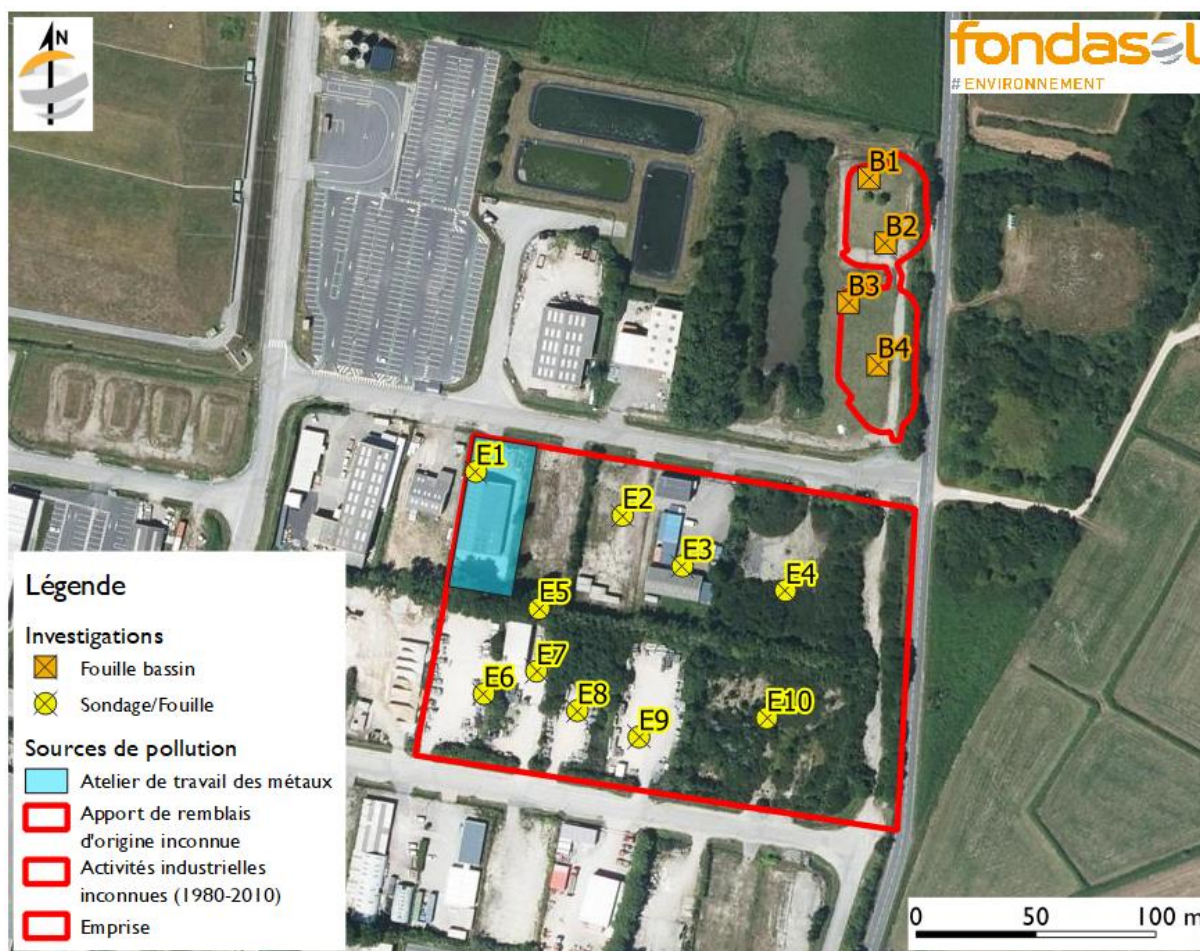 N
fondasol
# ENVIRONNEMENT
B1
B2
B3
B4
E1
E2
E3
E4
E5
E6
E7
E8
E9
E10
Légende
Investigations
Fouille bassin
Sondage/Fouille
Sources de pollution
Atelier de travail des métaux
Apport de remblais
d'origine inconnue
Activités industrielles
inconnues (1980-2010)
Emprise
0 50 100 m